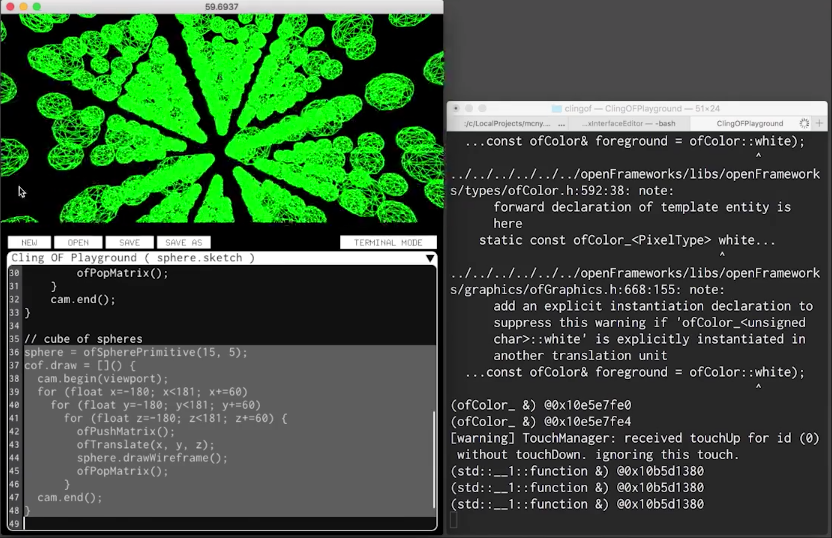 59.6937
NEW
OPEN
SAVE
SAVE AS
TERMINAL MODE
Cling OF Playground ( sphere.sketch )
30 ofPopMatrix();
31 }
32 cam.end();
33 }
34
35 // cube of spheres
36 sphere = ofSpherePrimitive(15, 5);
37 cof.draw = []() {
38 cam.begin(viewport);
39 for (float x=-180; x<181; x+=60)
40 for (float y=-180; y<181; y+=60)
41 for (float z=-180; z<181; z+=60) {
42 ofPushMatrix();
43 ofTranslate(x, y, z);
44 sphere.drawWireframe();
45 ofPopMatrix();
46 }
47 cam.end();
48 }
49
clingof — ClingOFPlayground — 51×24
:/c/LocalProjects/mcny... ...
...xInterfaceEditor — -bash
ClingOFPlayground
...const ofColor& foreground = ofColor::white);
^
../../../../../openFrameworks/libs/openFramework
s/types/ofColor.h:592:38: note:
forward declaration of template entity is
here
static const ofColor_<PixelType> white...
^
../../../../../openFrameworks/libs/openFramework
s/graphics/ofGraphics.h:668:155: note:
add an explicit instantiation declaration to
suppress this warning if 'ofColor_<unsigned
char>::white' is explicitly instantiated in
another translation unit
...const ofColor& foreground = ofColor::white);
^
(ofColor_ &) @0x10e5e7fe0
(ofColor_ &) @0x10e5e7fe4
[warning] TouchManager: received touchUp for id (0)
without touchDown. ignoring this touch.
(std::__1::function &) @0x10b5d1380
(std::__1::function &) @0x10b5d1380
(std::__1::function &) @0x10b5d1380